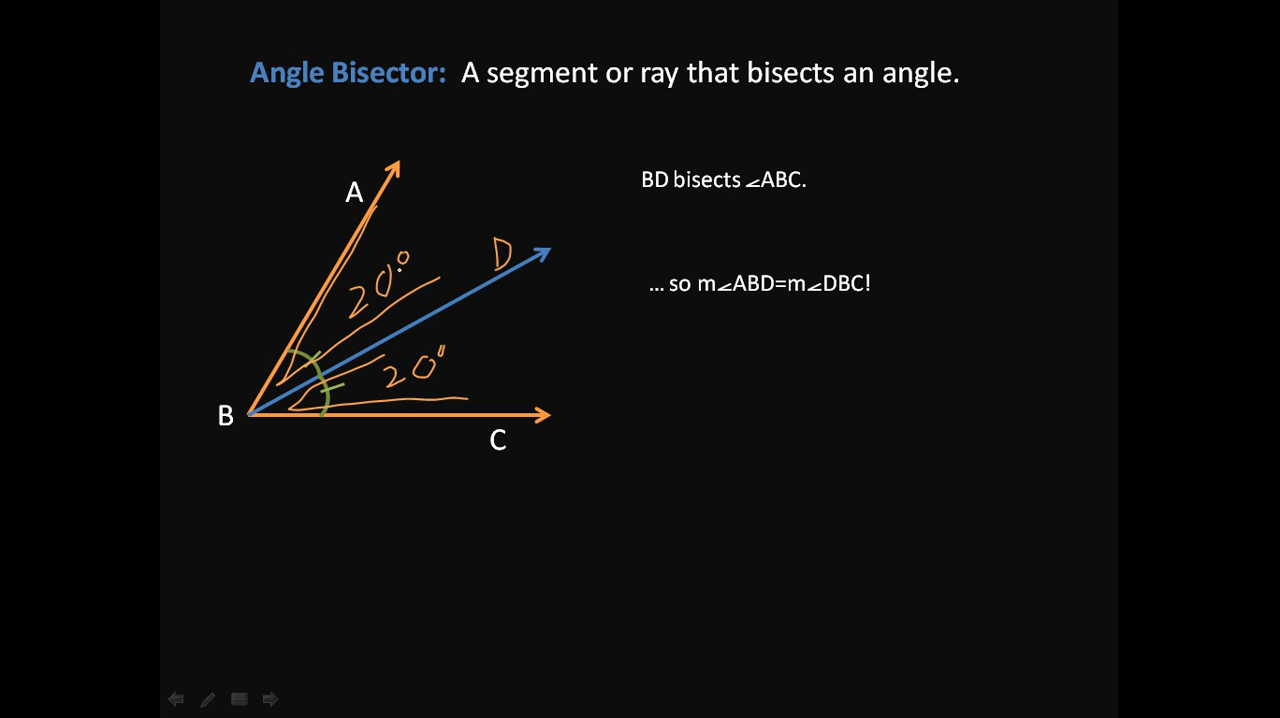 Angle Bisector: A segment or ray that bisects an angle.
A
BD bisects ∠ABC.
D
20°
... so m∠ABD=m∠DBC!
20"
B
C